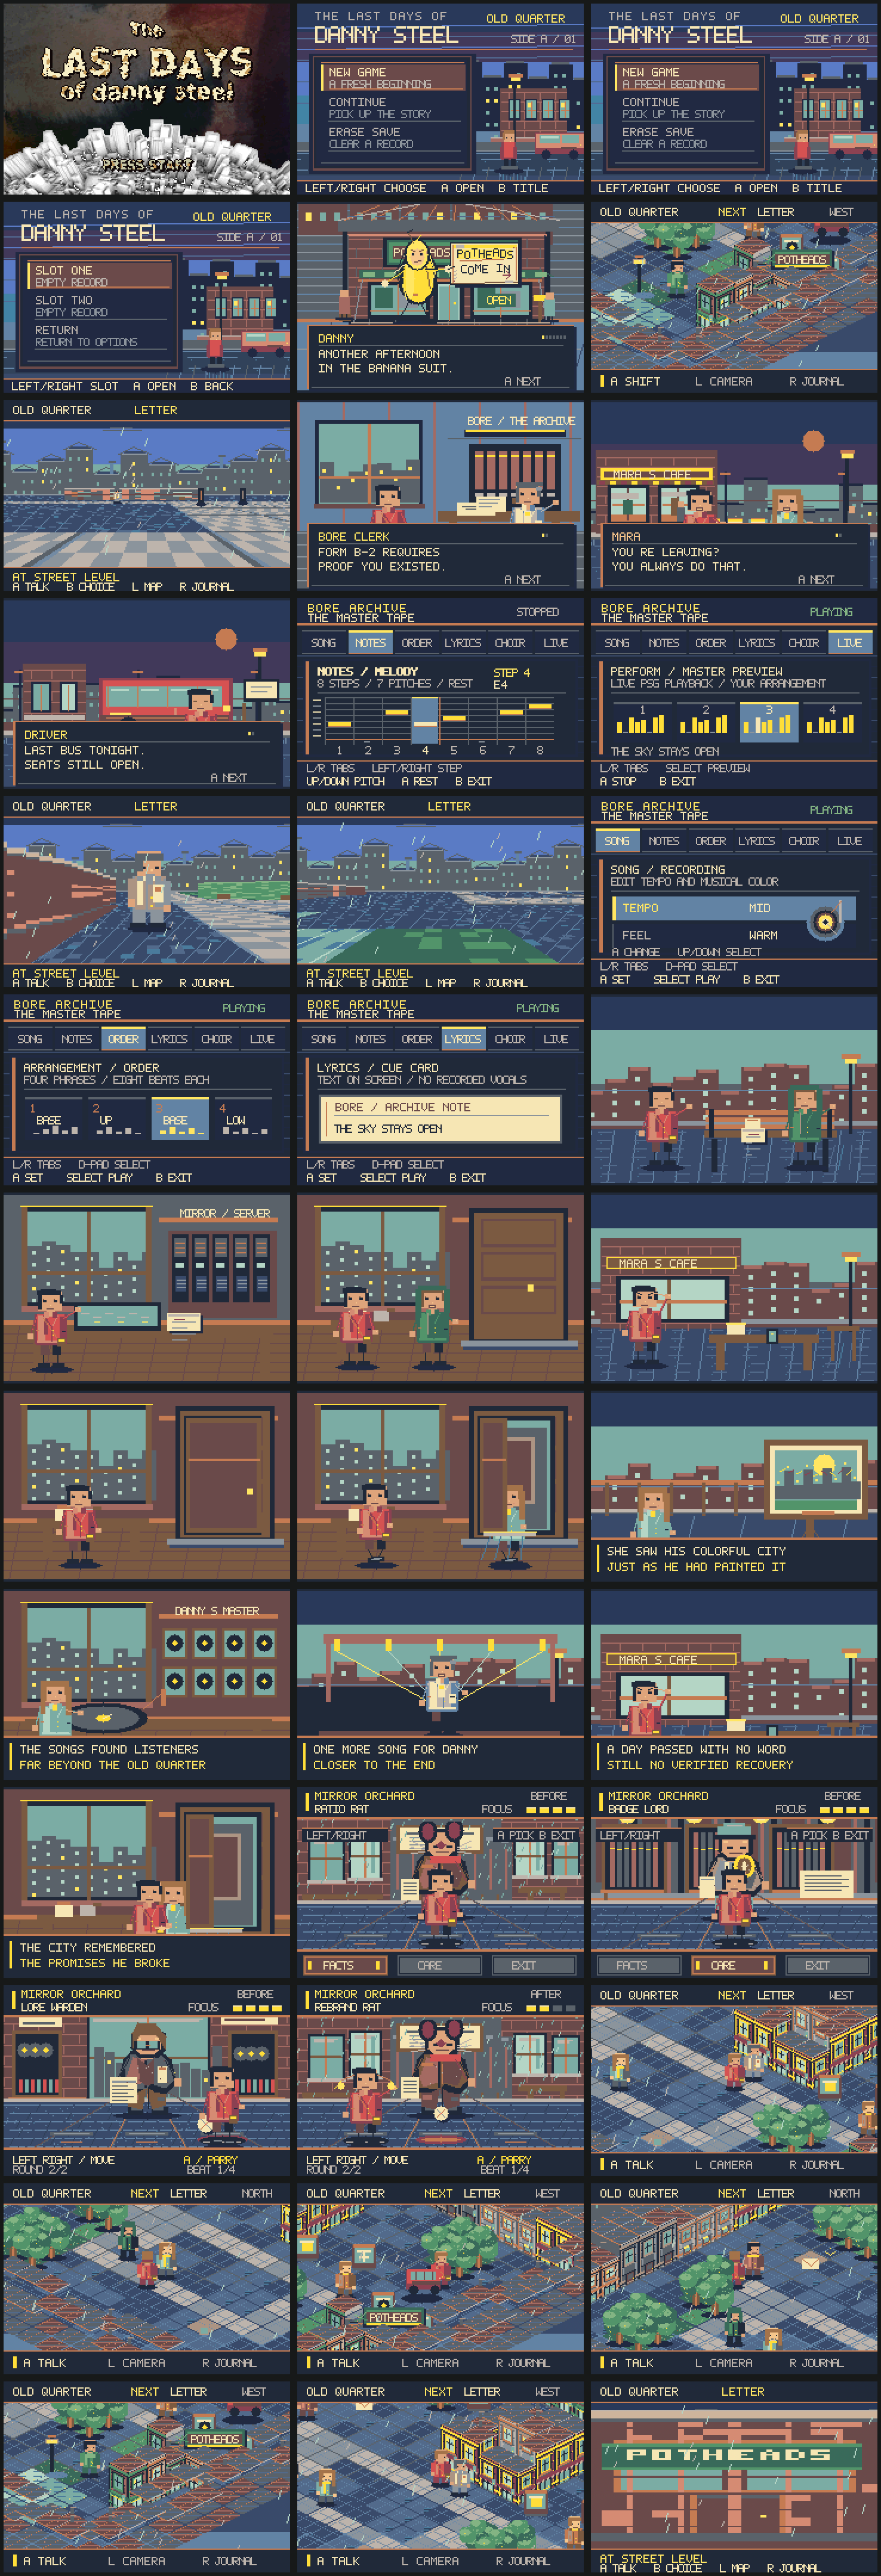 The
LAST DAYS
of danny steel
PRESS START
THE LAST DAYS OF
DANNY STEEL
OLD QUARTER
SIDE A / 01
NEW GAME
A FRESH BEGINNING
CONTINUE
PICK UP THE STORY
ERASE SAVE
CLEAR A RECORD
LEFT/RIGHT CHOOSE A OPEN B TITLE
THE LAST DAYS OF
DANNY STEEL
OLD QUARTER
SIDE A / 01
NEW GAME
A FRESH BEGINNING
CONTINUE
PICK UP THE STORY
ERASE SAVE
CLEAR A RECORD
LEFT/RIGHT CHOOSE A OPEN B TITLE
THE LAST DAYS OF
DANNY STEEL
OLD QUARTER
SIDE A / 01
SLOT ONE
EMPTY RECORD
SLOT TWO
EMPTY RECORD
RETURN
RETURN TO OPTIONS
LEFT/RIGHT SLOT A OPEN B BACK
POTHEADS
COME IN
OPEN
DANNY
ANOTHER AFTERNOON
IN THE BANANA SUIT.
A NEXT
OLD QUARTER NEXT LETTER WEST
POTHEADS
A SHIFT L CAMERA R JOURNAL
OLD QUARTER LETTER
AT STREET LEVEL
A TALK B CHOICE L MAP R JOURNAL
BORE / THE ARCHIVE
BORE CLERK
FORM B-2 REQUIRES
PROOF YOU EXISTED.
A NEXT
MARA S CAFE
MARA
YOU RE LEAVING?
YOU ALWAYS DO THAT.
A NEXT
DRIVER
LAST BUS TONIGHT.
SEATS STILL OPEN.
A NEXT
BORE ARCHIVE
THE MASTER TAPE
STOPPED
SONG NOTES ORDER LYRICS CHOIR LIVE
NOTES / MELODY
8 STEPS / 7 PITCHES / REST
STEP 4
E4
1 2 3 4 5 6 7 8
L/R TABS LEFT/RIGHT STEP
UP/DOWN PITCH A REST B EXIT
BORE ARCHIVE
THE MASTER TAPE
PLAYING
SONG NOTES ORDER LYRICS CHOIR LIVE
PERFORM / MASTER PREVIEW
LIVE PSG PLAYBACK / YOUR ARRANGEMENT
1 2 3 4
THE SKY STAYS OPEN
L/R TABS SELECT PREVIEW
A STOP B EXIT
OLD QUARTER LETTER
AT STREET LEVEL
A TALK B CHOICE L MAP R JOURNAL
OLD QUARTER LETTER
AT STREET LEVEL
A TALK B CHOICE L MAP R JOURNAL
BORE ARCHIVE
THE MASTER TAPE
PLAYING
SONG NOTES ORDER LYRICS CHOIR LIVE
SONG / RECORDING
EDIT TEMPO AND MUSICAL COLOR
TEMPO MID
FEEL WARM
A CHANGE UP/DOWN SELECT
L/R TABS D-PAD SELECT
A SET SELECT PLAY B EXIT
BORE ARCHIVE
THE MASTER TAPE
PLAYING
SONG NOTES ORDER LYRICS CHOIR LIVE
ARRANGEMENT / ORDER
FOUR PHRASES / EIGHT BEATS EACH
1 2 3 4
BASE UP BASE LOW
L/R TABS D-PAD SELECT
A SET SELECT PLAY B EXIT
BORE ARCHIVE
THE MASTER TAPE
PLAYING
SONG NOTES ORDER LYRICS CHOIR LIVE
LYRICS / CUE CARD
TEXT ON SCREEN / NO RECORDED VOCALS
BORE / ARCHIVE NOTE
THE SKY STAYS OPEN
L/R TABS D-PAD SELECT
A SET SELECT PLAY B EXIT
MIRROR / SERVER
MARA S CAFE
SHE SAW HIS COLORFUL CITY
JUST AS HE HAD PAINTED IT
DANNY S MASTER
THE SONGS FOUND LISTENERS
FAR BEYOND THE OLD QUARTER
ONE MORE SONG FOR DANNY
CLOSER TO THE END
MARA S CAFE
A DAY PASSED WITH NO WORD
STILL NO VERIFIED RECOVERY
THE CITY REMEMBERED
THE PROMISES HE BROKE
MIRROR ORCHARD BEFORE
RATIO RAT FOCUS
LEFT/RIGHT A PICK B EXIT
FACTS CARE EXIT
MIRROR ORCHARD BEFORE
BADGE LORD FOCUS
LEFT/RIGHT A PICK B EXIT
FACTS CARE EXIT
MIRROR ORCHARD BEFORE
LORE WARDEN FOCUS
LEFT RIGHT / MOVE A / PARRY
ROUND 2/2 BEAT 1/4
MIRROR ORCHARD AFTER
REBRAND RAT FOCUS
LEFT RIGHT / MOVE A / PARRY
ROUND 2/2 BEAT 1/4
OLD QUARTER NEXT LETTER WEST
A TALK L CAMERA R JOURNAL
OLD QUARTER NEXT LETTER NORTH
A TALK L CAMERA R JOURNAL
OLD QUARTER NEXT LETTER WEST
POTHEADS
A TALK L CAMERA R JOURNAL
OLD QUARTER NEXT LETTER NORTH
A TALK L CAMERA R JOURNAL
OLD QUARTER NEXT LETTER WEST
POTHEADS
A TALK L CAMERA R JOURNAL
OLD QUARTER NEXT LETTER WEST
A TALK L CAMERA R JOURNAL
OLD QUARTER LETTER
POTHEADS
AT STREET LEVEL
A TALK B CHOICE L MAP R JOURNAL